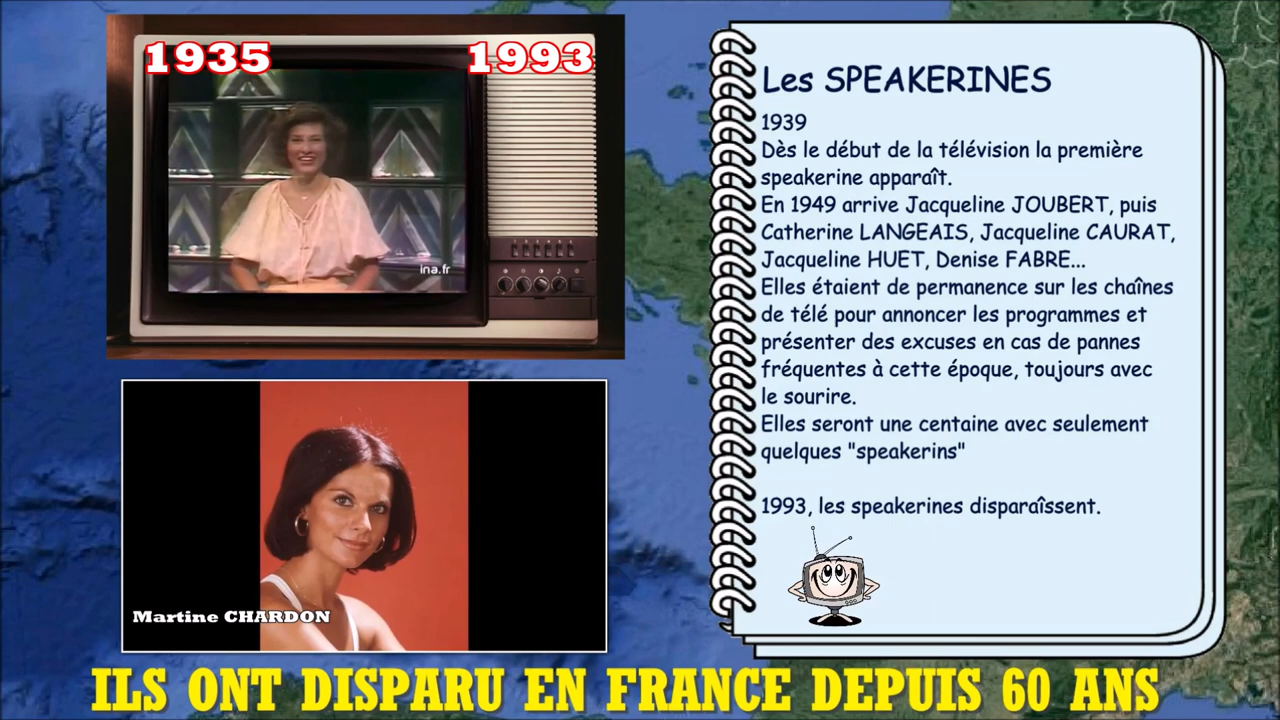 1935
1993
ina.fr
Martine CHARDON
Les SPEAKERINES
1939
Dès le début de la télévision la première
speakerine apparaît.
En 1949 arrive Jacqueline JOUBERT, puis
Catherine LANGEAIS, Jacqueline CAURAT,
Jacqueline HUET, Denise FABRE...
Elles étaient de permanence sur les chaînes
de télé pour annoncer les programmes et
présenter des excuses en cas de pannes
fréquentes à cette époque, toujours avec
le sourire.
Elles seront une centaine avec seulement
quelques "speakerins"
1993, les speakerines disparaîssent.
ILS ONT DISPARU EN FRANCE DEPUIS 60 ANS